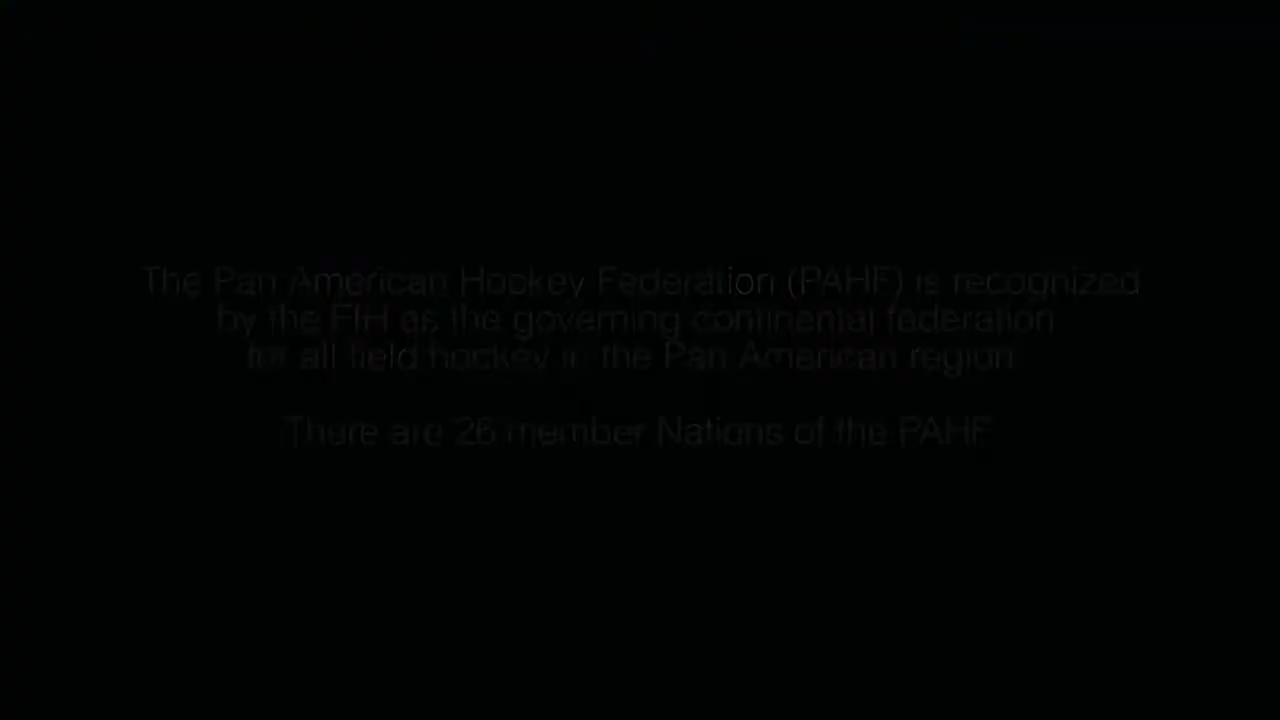 The Pan American Hockey Federation (PAHF) is recognized
by the FIH as the governing continental federation
for all field hockey in the Pan American region
There are 26 member Nations of the PAHF